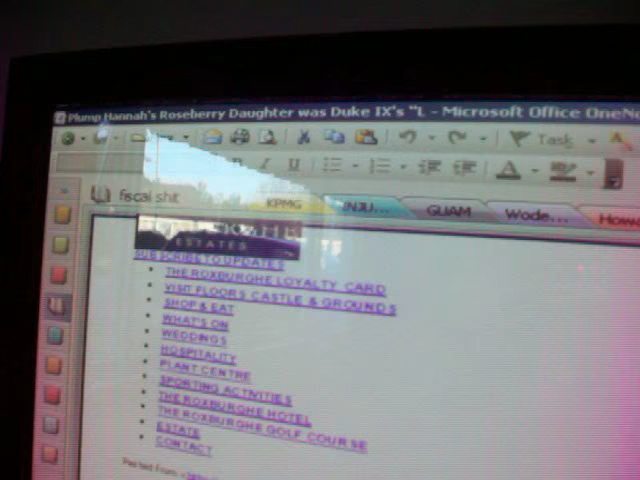 Plump Hannah's Roseberry Daughter was Duke IX's "L - Microsoft Office OneNo
Task
B I U A
fiscal shit KPMG INJU... GUAM Wode... Howa
ESTATES
SUBSCRIBE TO UPDATES
THE ROXBURGHE LOYALTY CARD
VISIT FLOORS CASTLE & GROUNDS
SHOP & EAT
WHAT'S ON
WEDDINGS
HOSPITALITY
PLANT CENTRE
SPORTING ACTIVITIES
THE ROXBURGHE HOTEL
THE ROXBURGHE GOLF COURSE
ESTATE
CONTACT
Pasted from